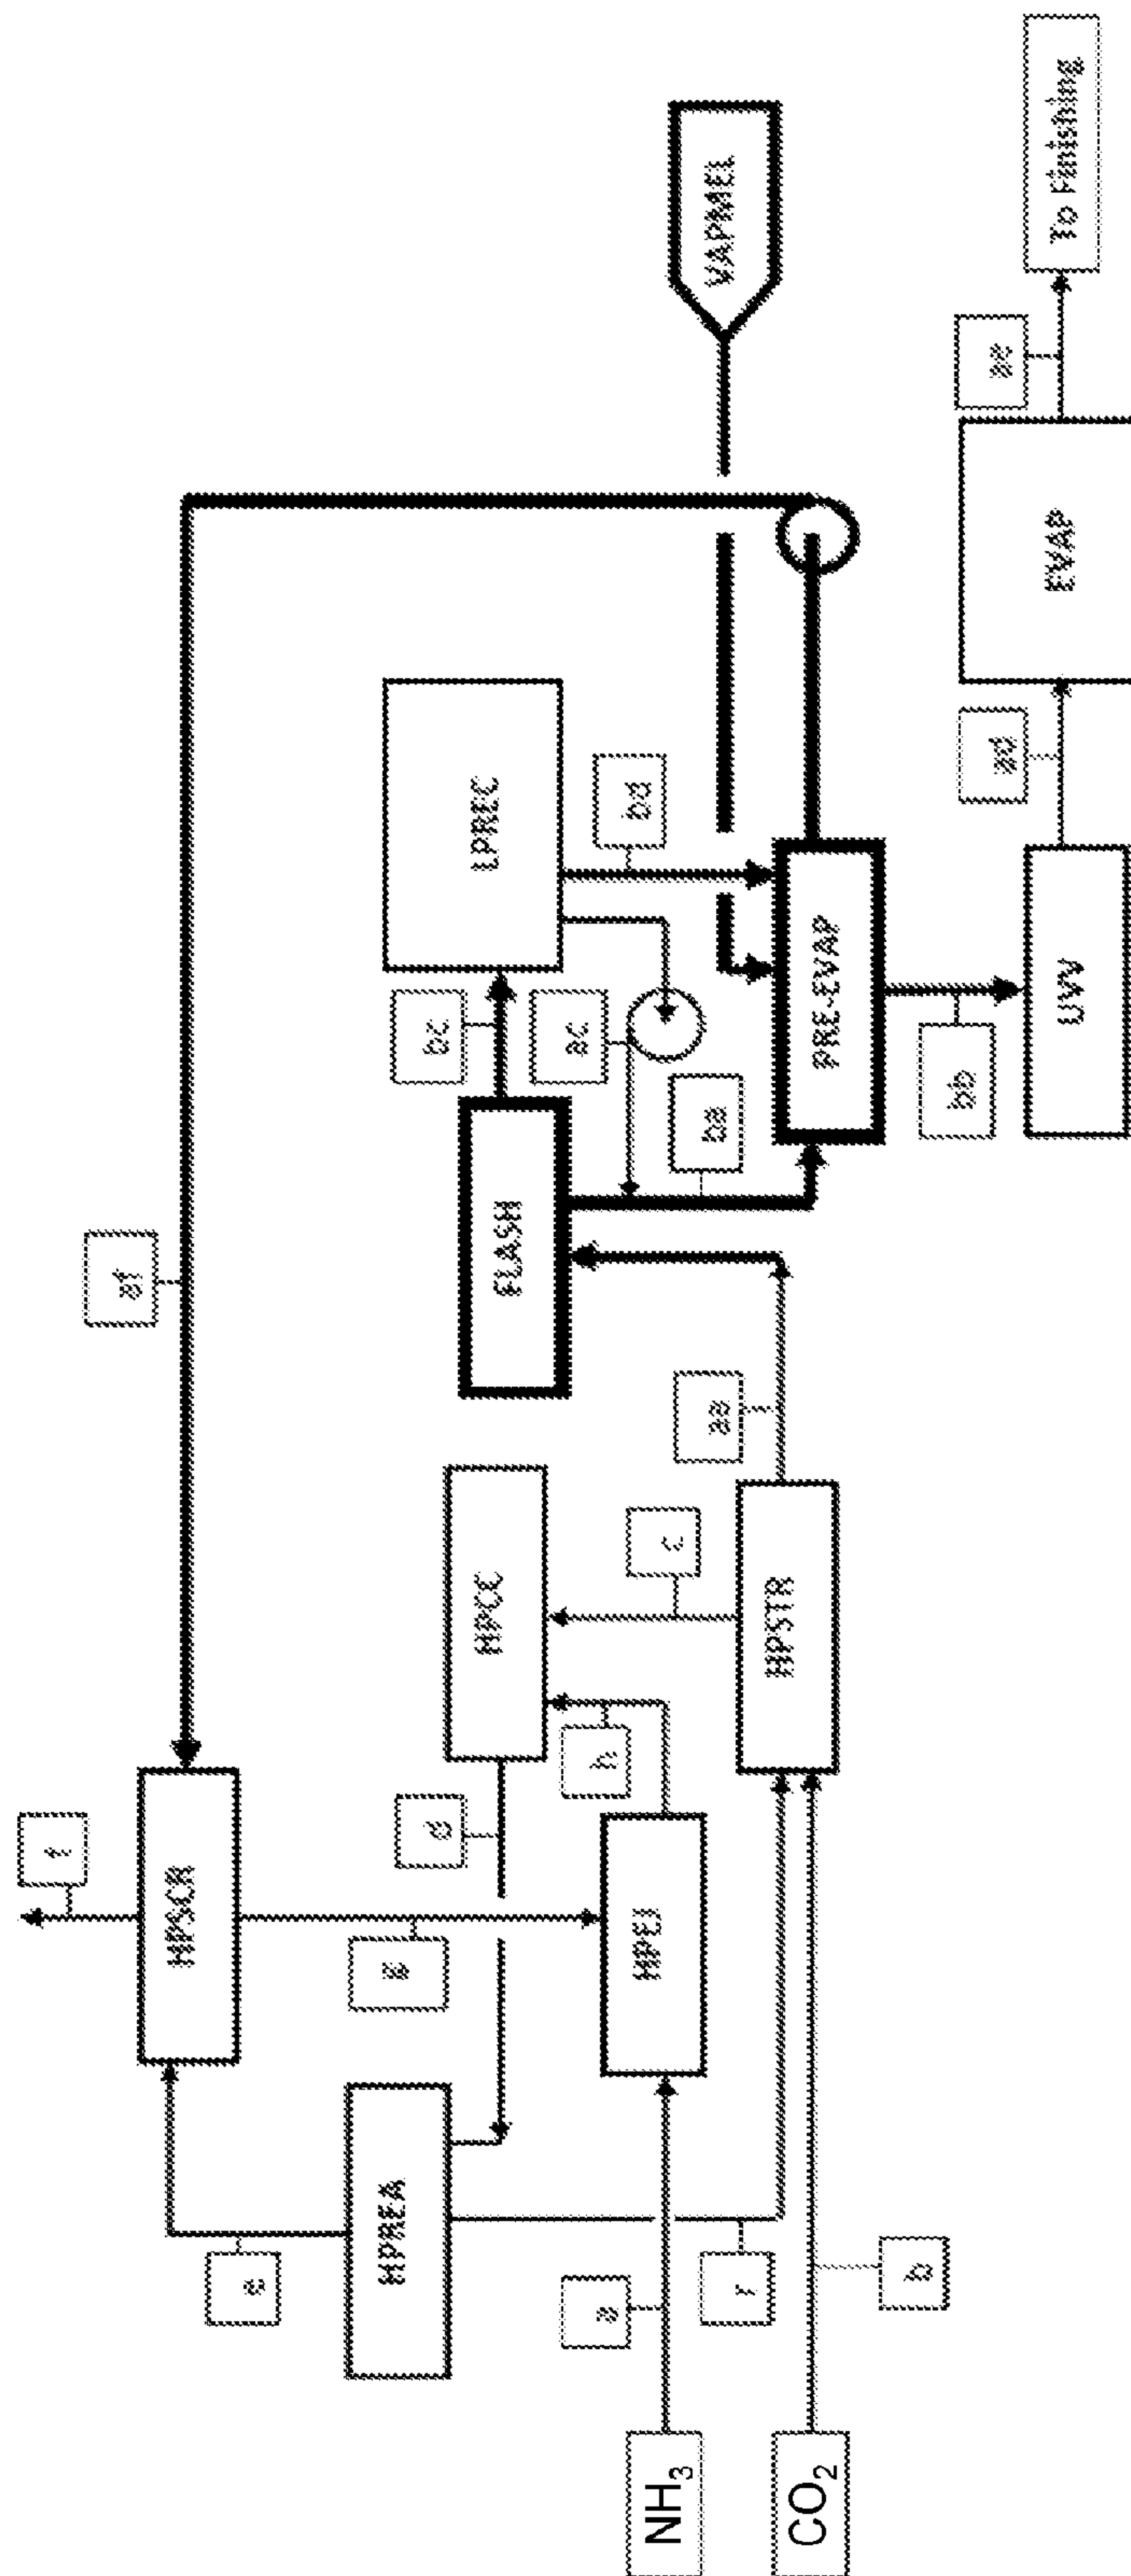 f
af
HPSCR
e
HPREA
g
d
bc
HPCC
LPREC
FLASH
ac
a
h
bd
HPEJ
NH₃
c
ba
aa
VAPMEL
r
HPSTR
CO₂
PRE-EVAP
b
bb
ad
ae
UVV
EVAP
To Finishing